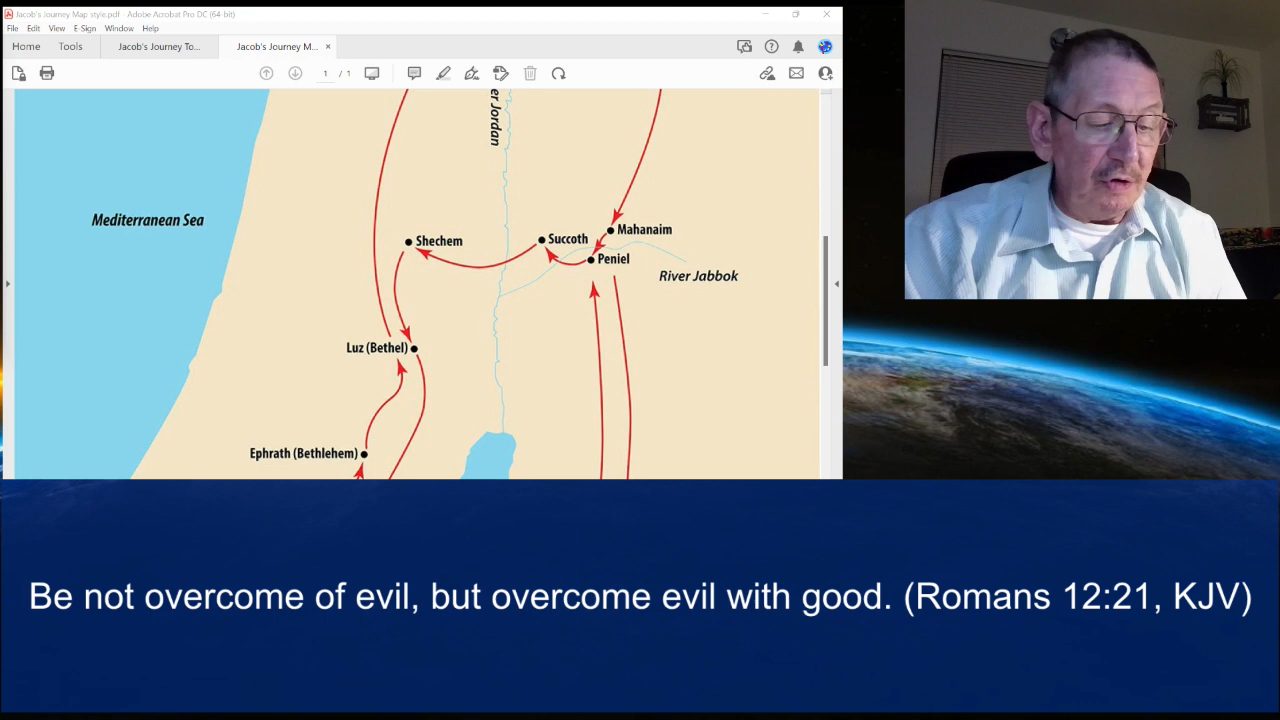 Jacob's Journey Map style.pdf - Adobe Acrobat Pro DC (64-bit)
File Edit View E-Sign Window Help
Home Tools Jacob's Journey To... Jacob's Journey M... ×
1 / 1
er Jordan
Mediterranean Sea
Shechem
Succoth
Mahanaim
Peniel
River Jabbok
Luz (Bethel)
Ephrath (Bethlehem)
Be not overcome of evil, but overcome evil with good. (Romans 12:21, KJV)